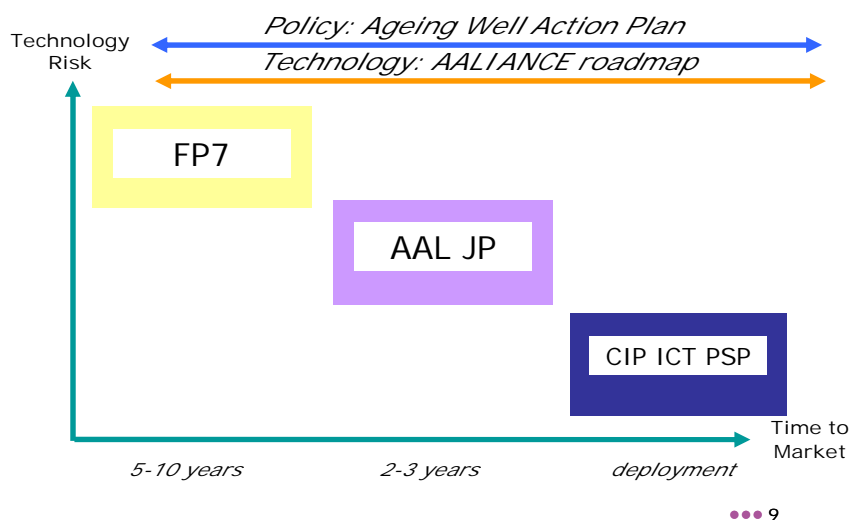 Policy: Ageing Well Action Plan
Technology
Risk
Technology: AALIANCE roadmap
FP7
AAL JP
CIP ICT PSP
Time to
Market
5-10 years
2-3 years
deployment
9